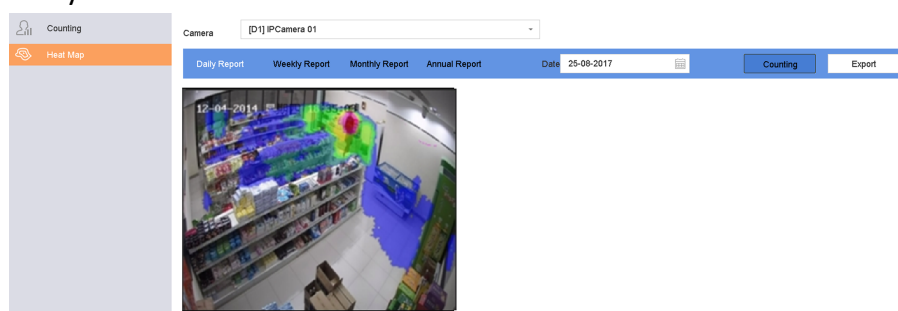 Counting
Heat Map
Camera
[D1] IPCamera 01
Daily Report
Weekly Report
Monthly Report
Annual Report
Date
25-08-2017
Counting
Export
12-04-2014